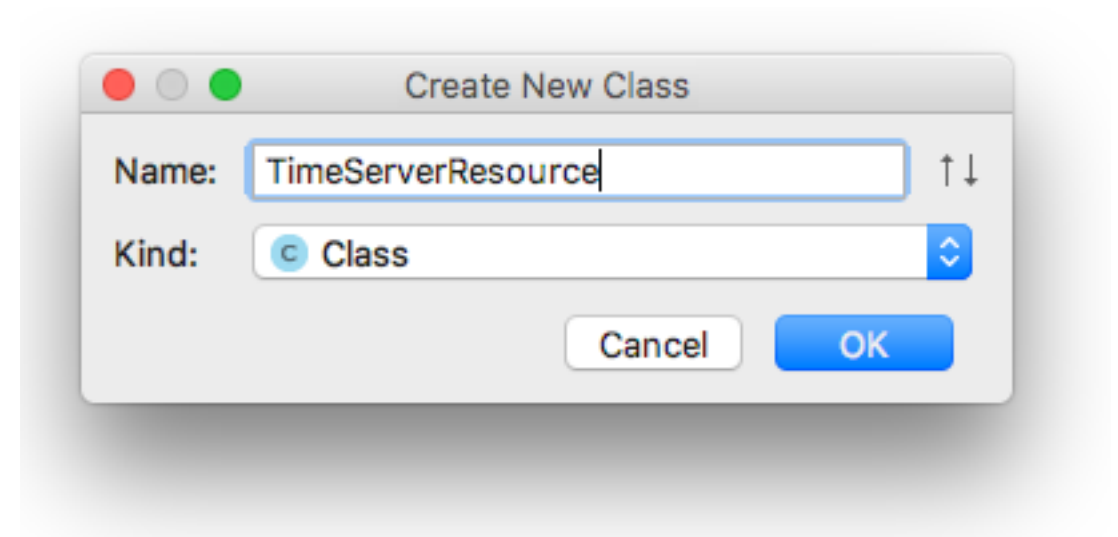 Create New Class
Name: TimeServerResource ↑↓
Kind: C Class
Cancel OK